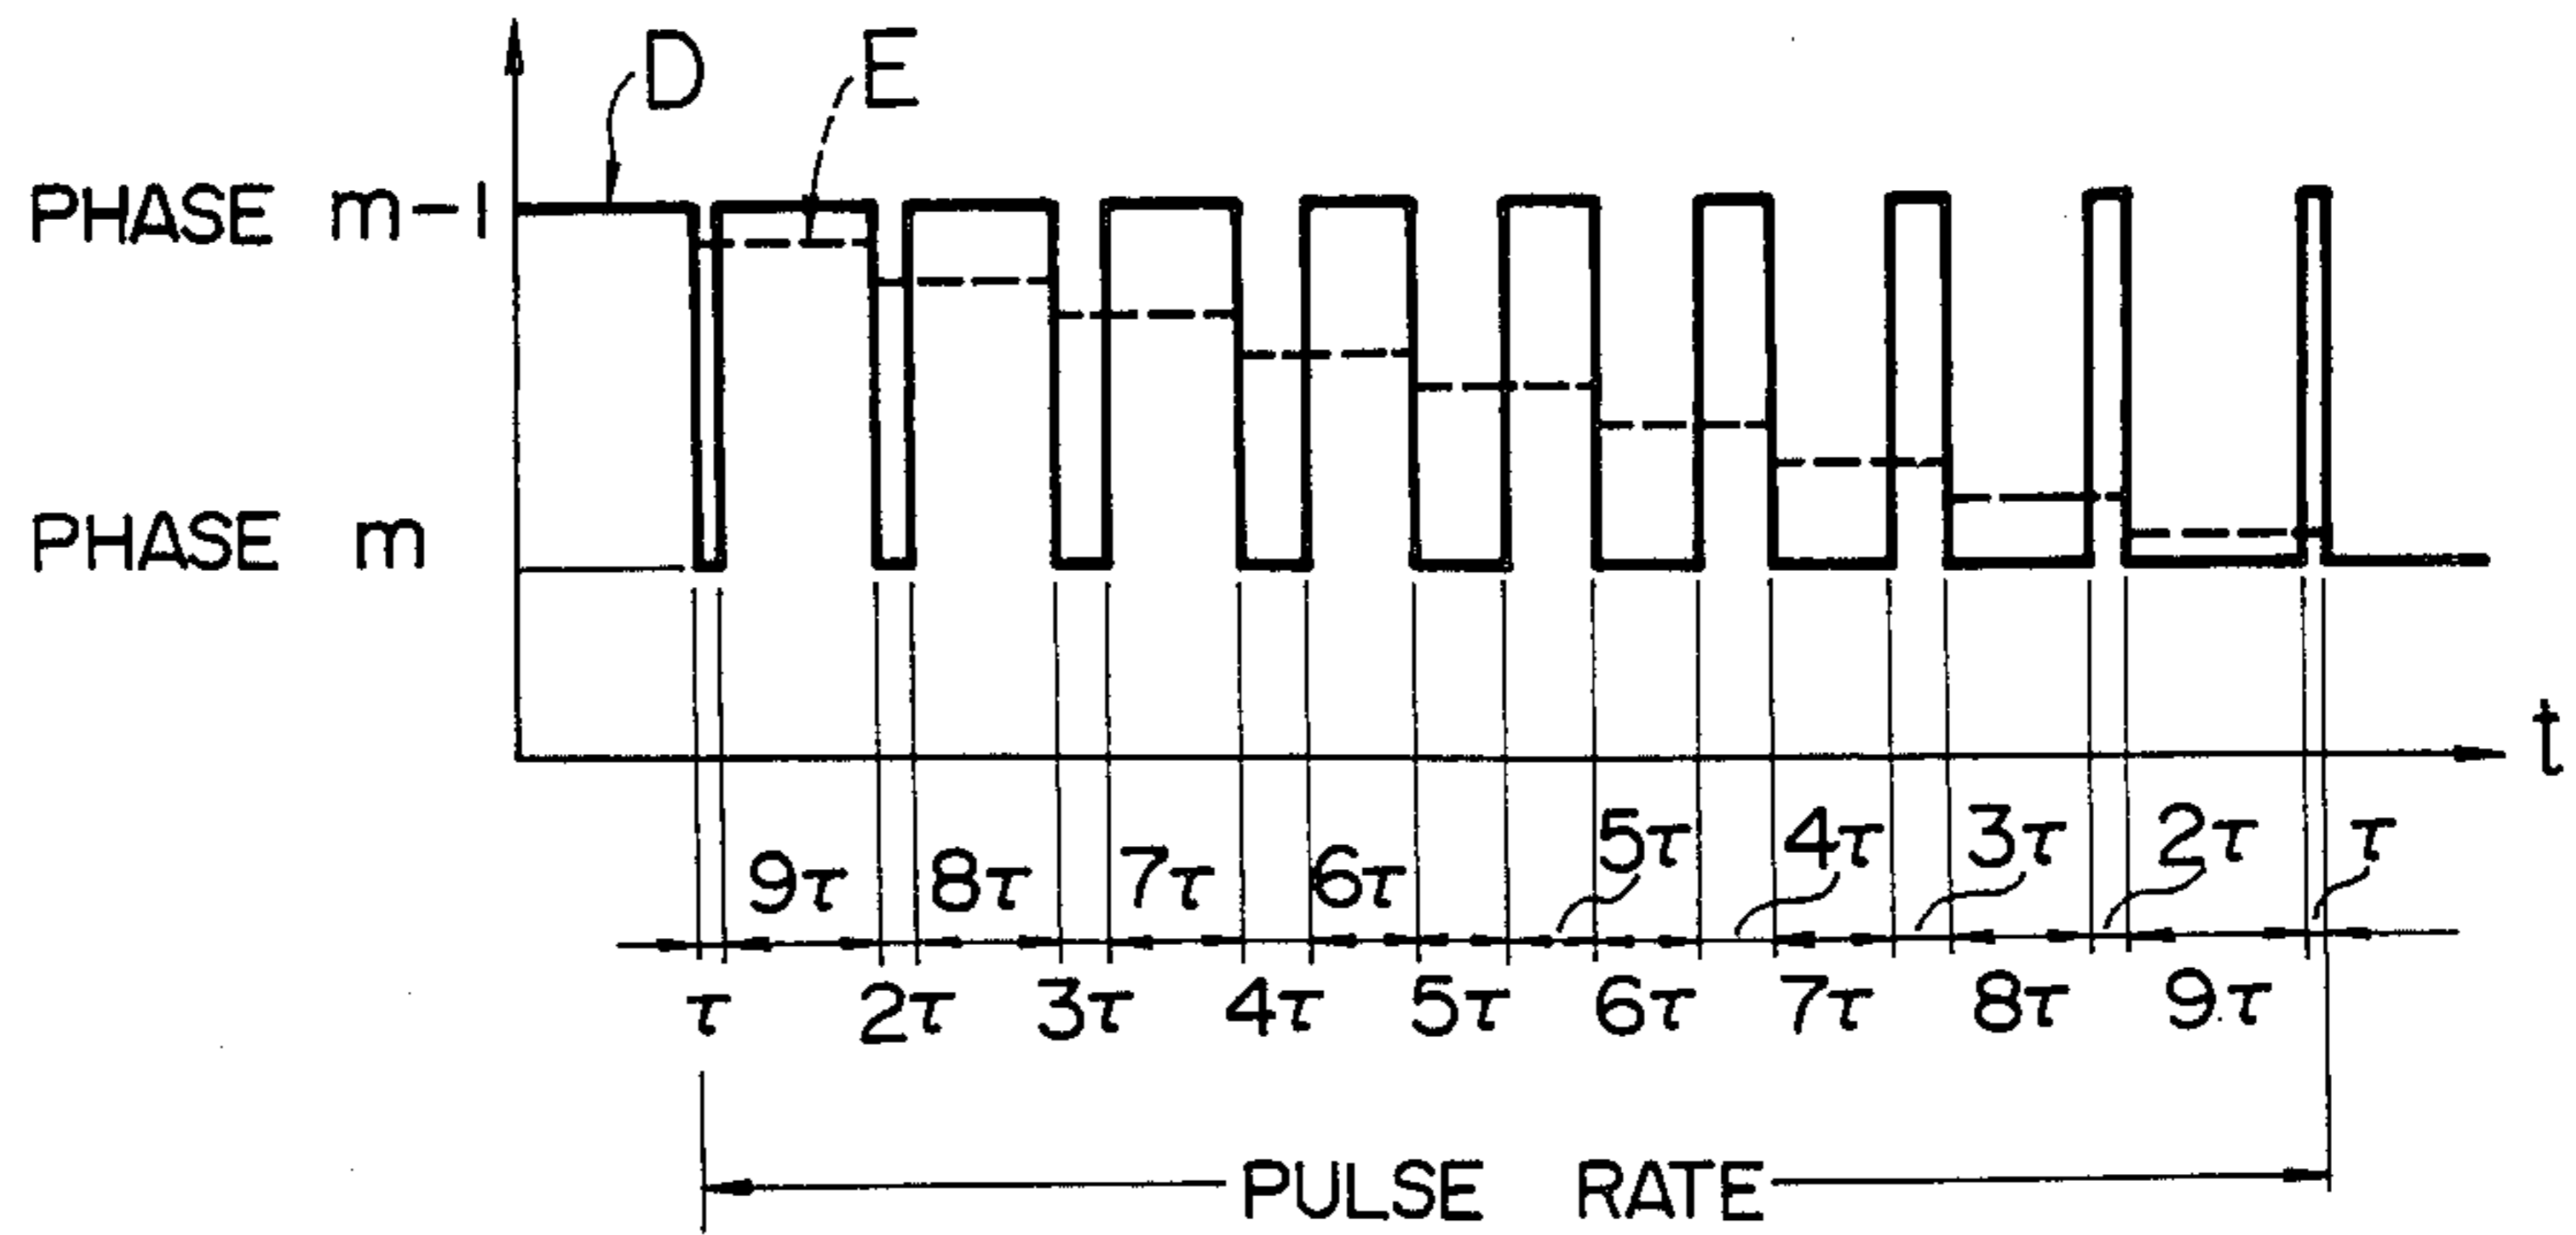 D E
PHASE m-1
PHASE m
t
5τ 4τ 3τ 2τ τ
9τ 8τ 7τ 6τ
τ 2τ 3τ 4τ 5τ 6τ 7τ 8τ 9τ
PULSE RATE